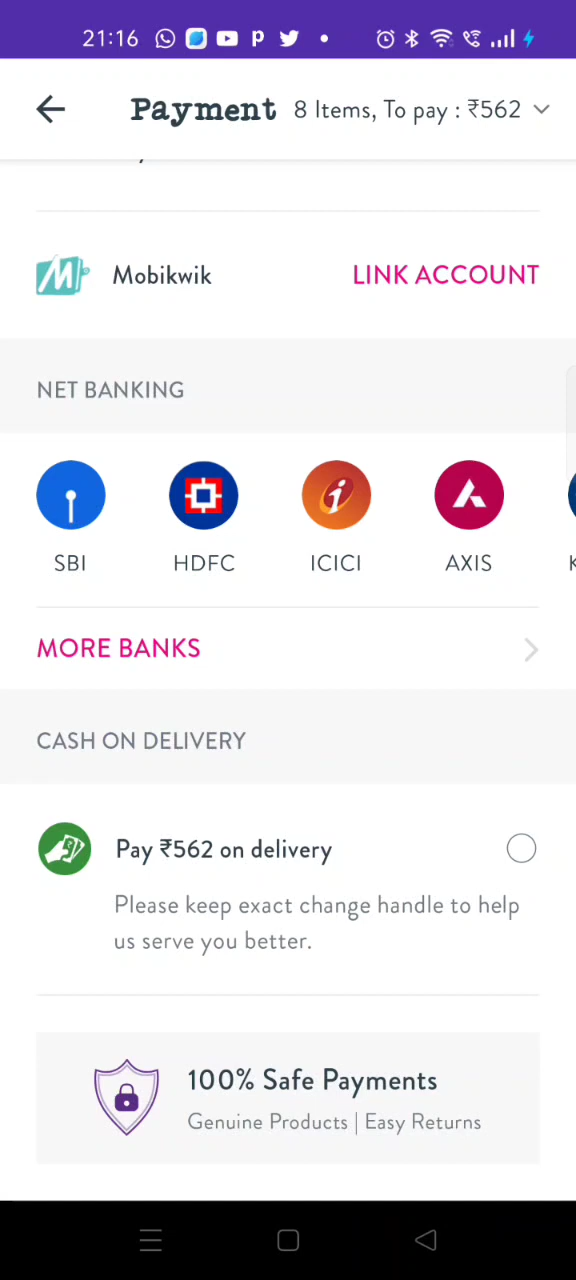 21:16
Payment 8 Items, To pay : ₹562
Mobikwik LINK ACCOUNT
NET BANKING
SBI HDFC ICICI AXIS
MORE BANKS
CASH ON DELIVERY
Pay ₹562 on delivery
Please keep exact change handle to help
us serve you better.
100% Safe Payments
Genuine Products | Easy Returns